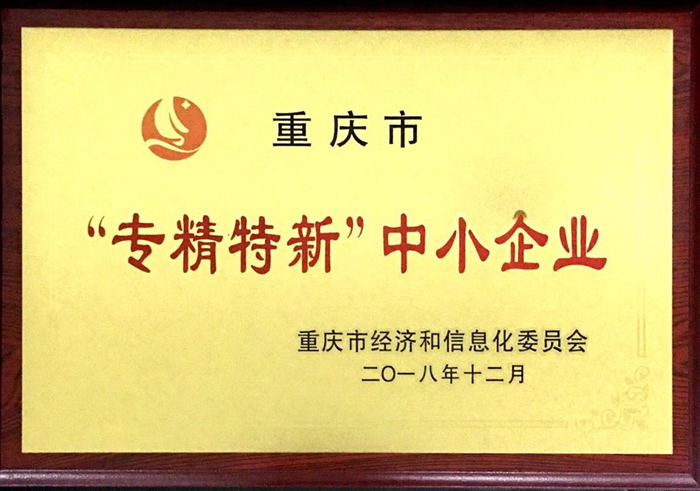 重庆市
“专精特新”中小企业
重庆市经济和信息化委员会
二〇一八年十二月